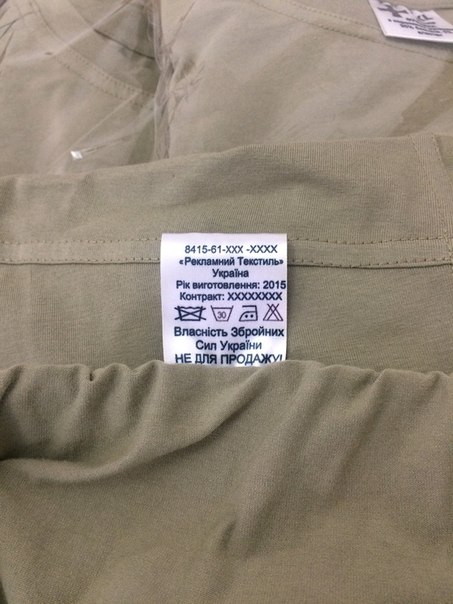 8415-61-XXX -XXXX
«Рекламний Текстиль»
Україна
Рік виготовлення: 2015
Контракт: XXXXXXXX
30
Власність Збройних
Сил України
НЕ ДЛЯ ПРОДАЖУ!